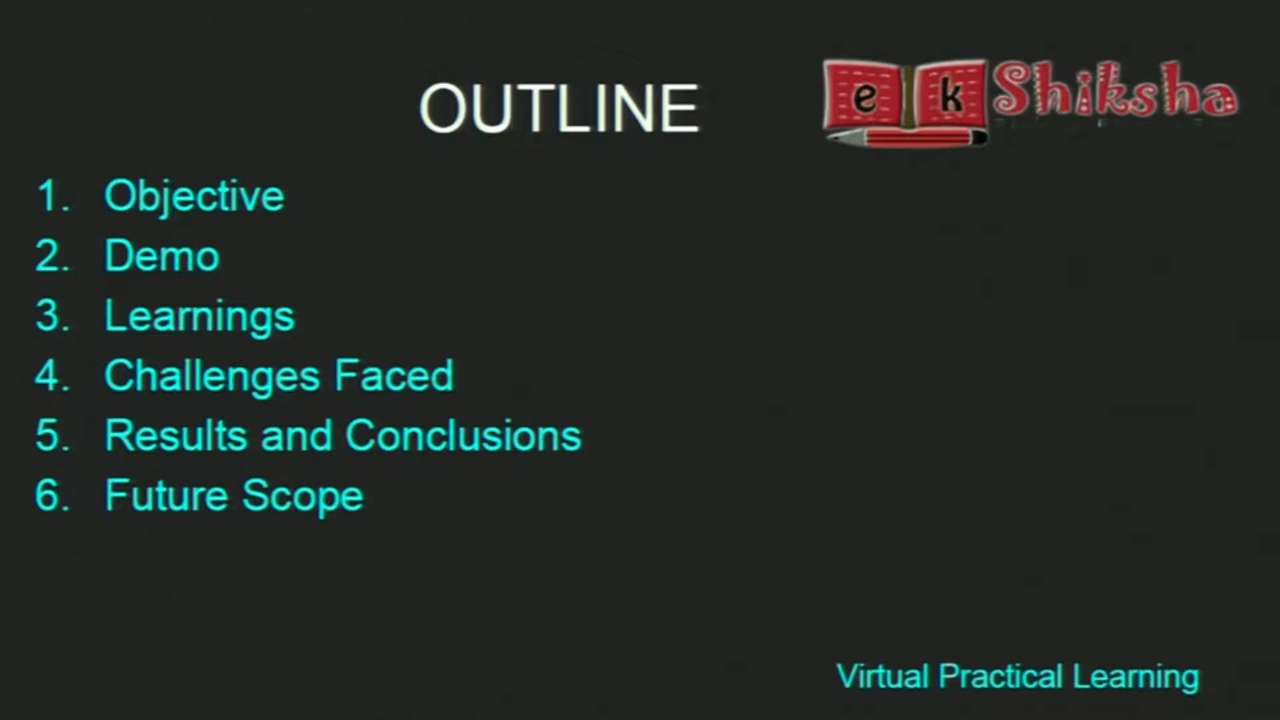 OUTLINE
ek Shiksha
1. Objective
2. Demo
3. Learnings
4. Challenges Faced
5. Results and Conclusions
6. Future Scope
Virtual Practical Learning